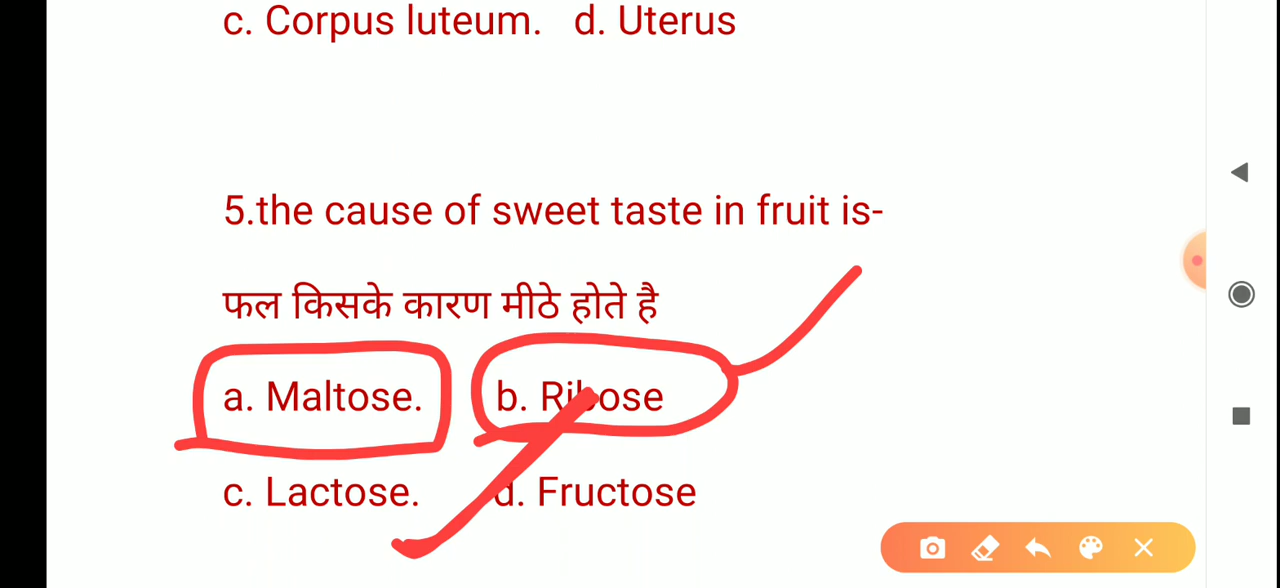 c. Corpus luteum. d. Uterus
5.the cause of sweet taste in fruit is-
फल किसके कारण मीठे होते है
a. Maltose. b. Ribose
c. Lactose. d. Fructose